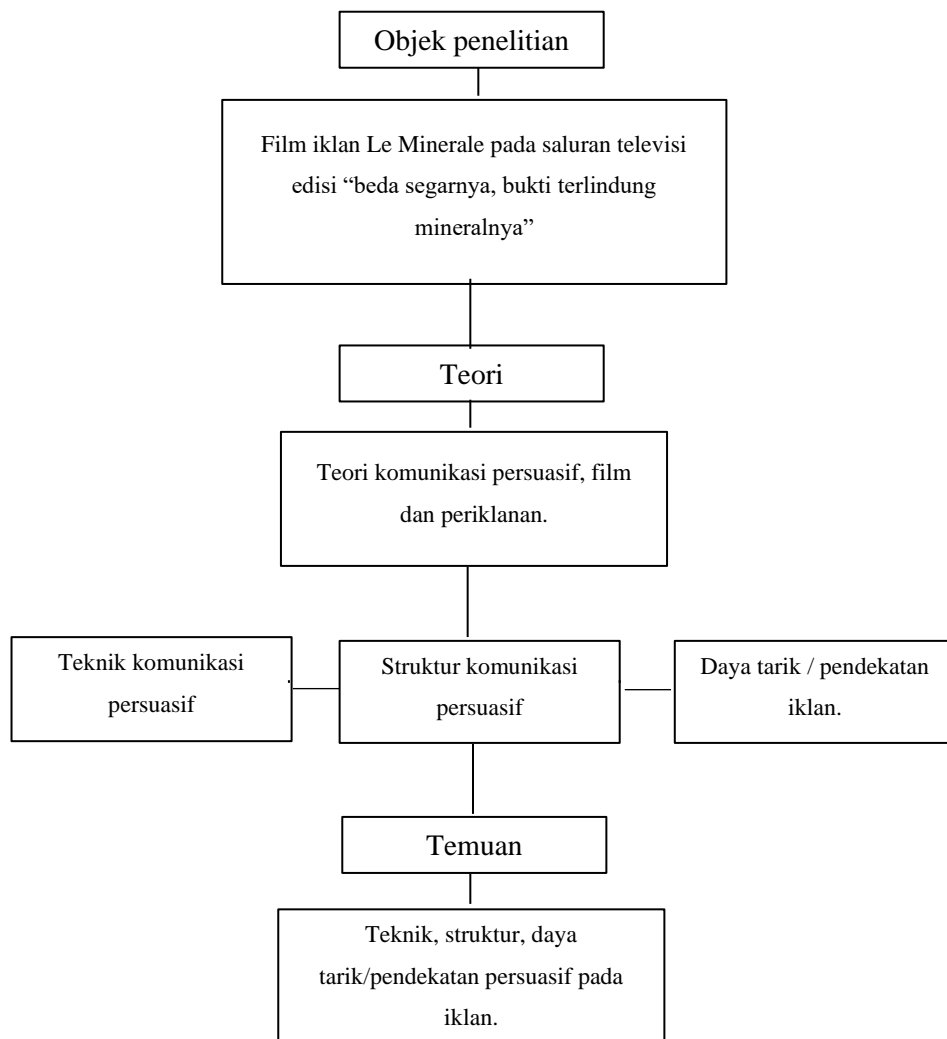 Objek penelitian
Film iklan Le Minerale pada saluran televisi
edisi “beda segarnya, bukti terlindung
mineralnya”
Teori
Teori komunikasi persuasif, film
dan periklanan.
Teknik komunikasi
persuasif
Struktur komunikasi
persuasif
Daya tarik / pendekatan
iklan.
Temuan
Teknik, struktur, daya
tarik/pendekatan persuasif pada
iklan.